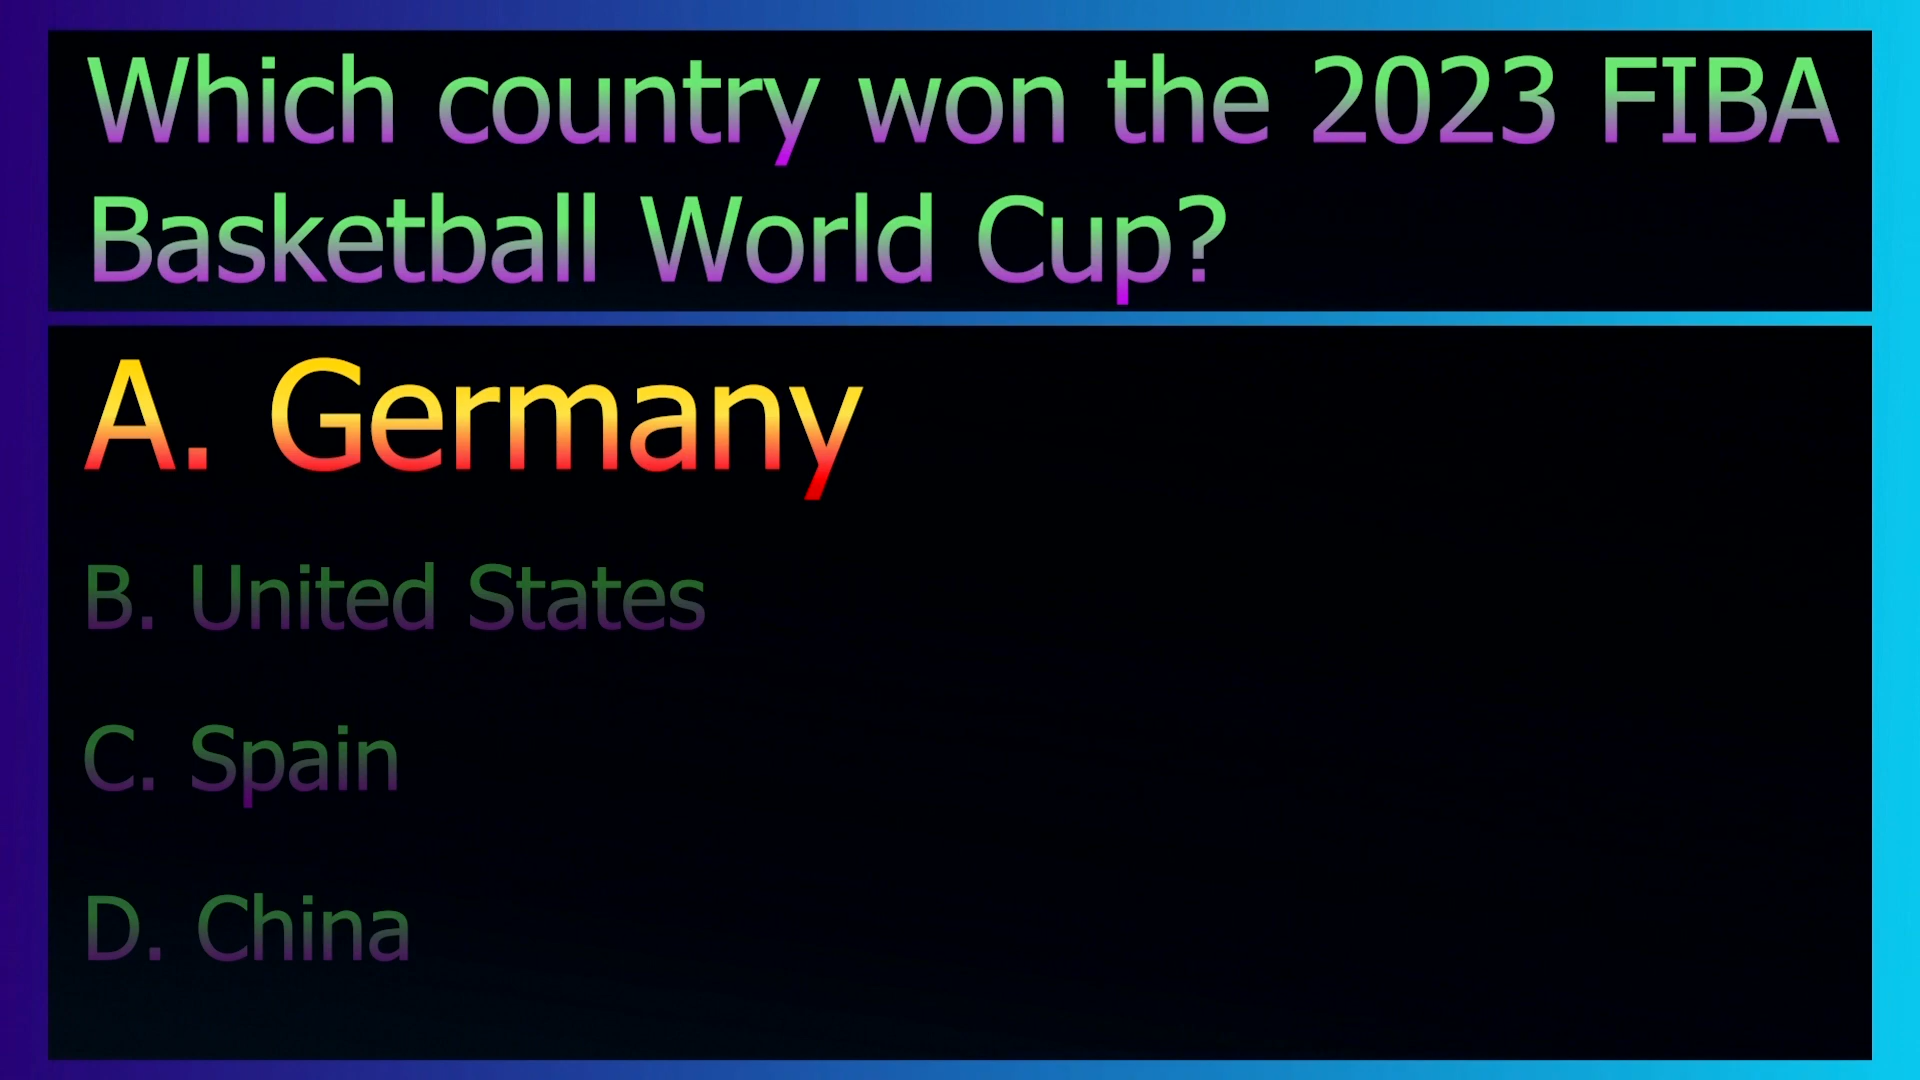 Which country won the 2023 FIBA
Basketball World Cup?
A. Germany
B. United States
C. Spain
D. China